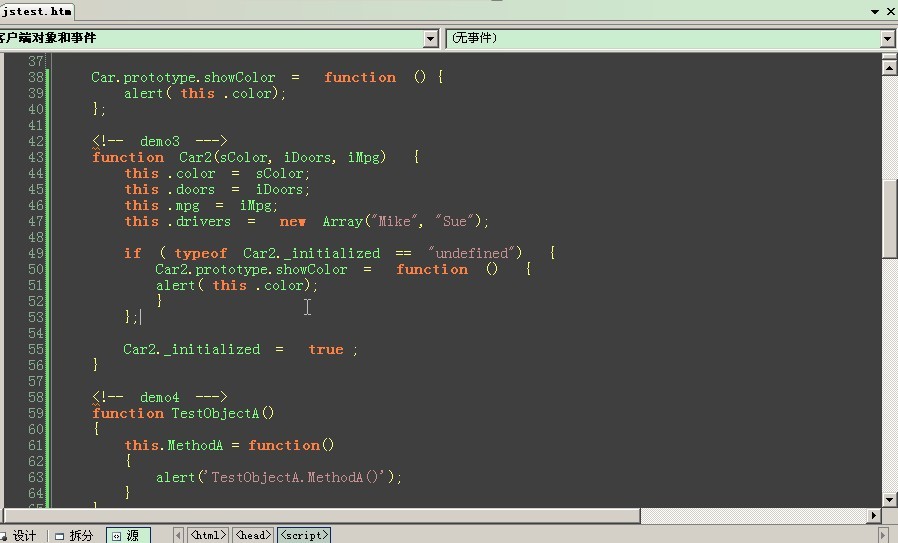 jstest.htm
客户端对象和事件
(无事件)
37
38 Car.prototype.showColor = function () {
39 alert( this .color);
40 };
41
42 <!-- demo3 --->
43 function Car2(sColor, iDoors, iMpg) {
44 this .color = sColor;
45 this .doors = iDoors;
46 this .mpg = iMpg;
47 this .drivers = new Array("Mike", "Sue");
48
49 if ( typeof Car2._initialized == "undefined") {
50 Car2.prototype.showColor = function () {
51 alert( this .color);
52 }
53 };
54
55 Car2._initialized = true ;
56 }
57
58 <!-- demo4 --->
59 function TestObjectA()
60 {
61 this.MethodA = function()
62 {
63 alert('TestObjectA.MethodA()');
64 }
65 }
设计 拆分 源 <html> <head> <script>